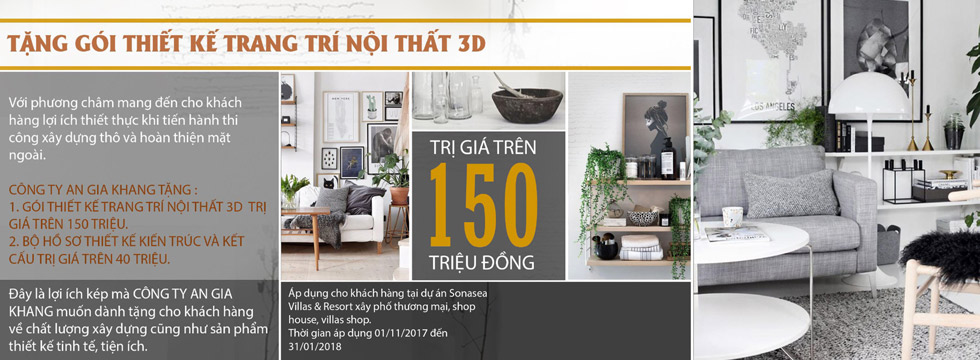 TẶNG GÓI THIẾT KẾ TRANG TRÍ NỘI THẤT 3D
Với phương châm mang đến cho khách
hàng lợi ích thiết thực khi tiến hành thi
công xây dựng thô và hoàn thiện mặt
ngoài.
CÔNG TY AN GIA KHANG TẶNG :
1. GÓI THIẾT KẾ TRANG TRÍ NỘI THẤT 3D TRỊ
GIÁ TRÊN 150 TRIỆU.
2. BỘ HỒ SƠ THIẾT KẾ KIẾN TRÚC VÀ KẾT
CẤU TRỊ GIÁ TRÊN 40 TRIỆU.
Đây là lợi ích kép mà CÔNG TY AN GIA
KHANG muốn dành tặng cho khách hàng
về chất lượng xây dựng cũng như sản phẩm
thiết kế tinh tế, tiện ích.
TRỊ GIÁ TRÊN
150
TRIỆU ĐỒNG
Áp dụng cho khách hàng tại dự án Sonasea
Villas & Resort xây phố thương mại, shop
house, villas shop.
Thời gian áp dụng 01/11/2017 đến
31/01/2018
LOS ANGELES